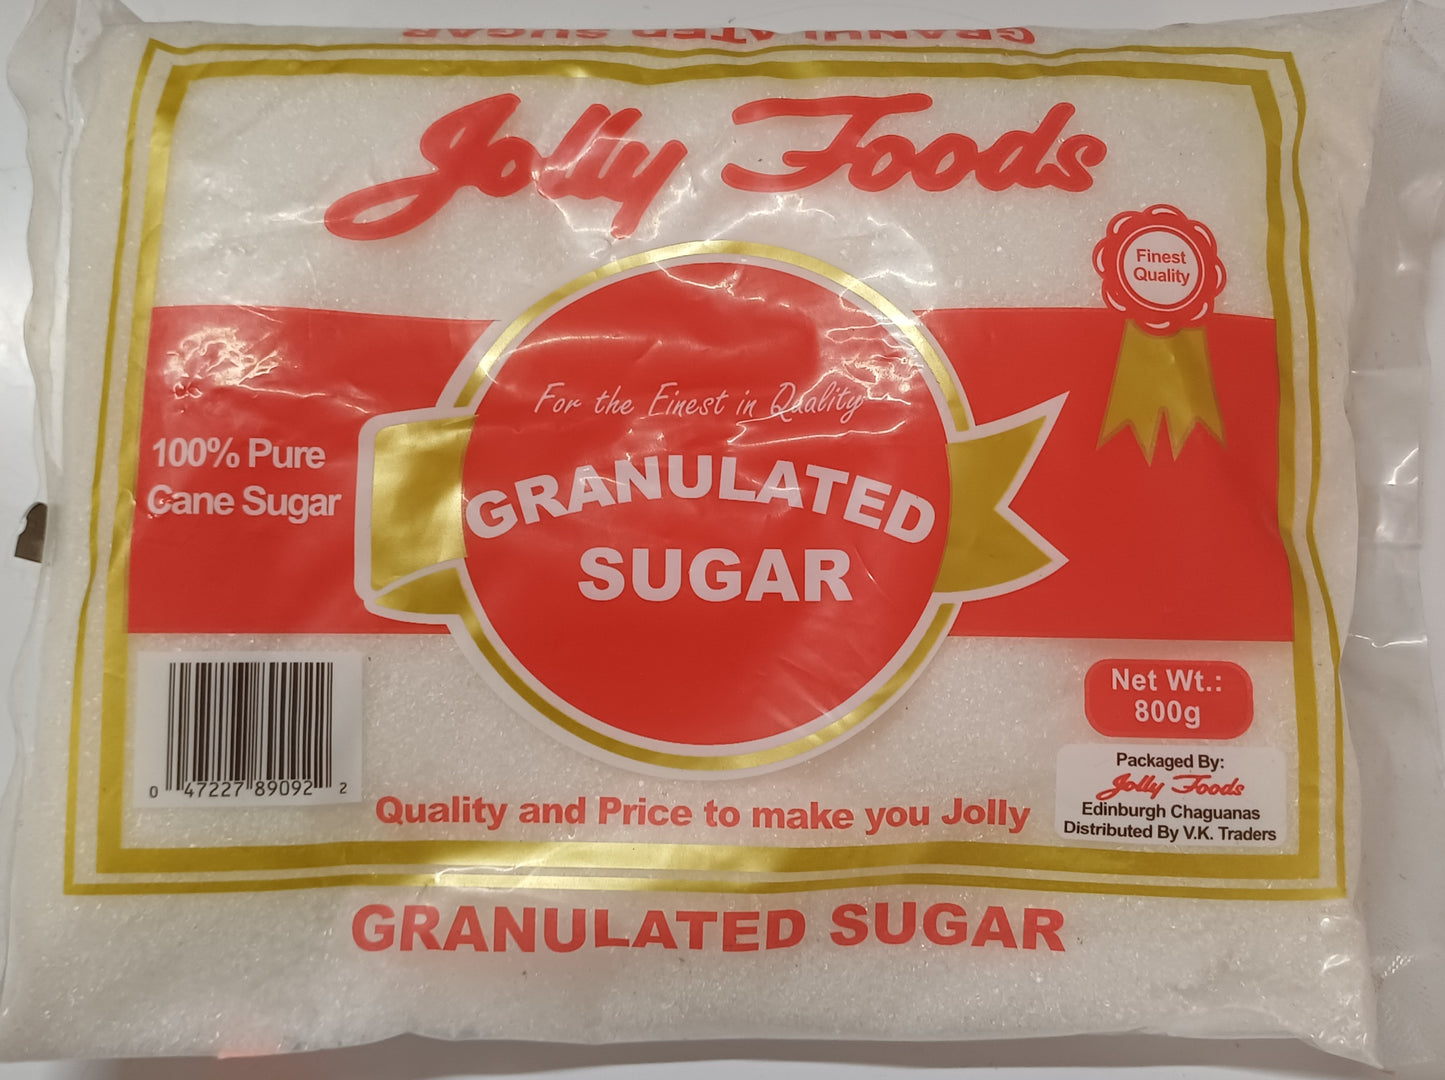 GRANULATED SUGAR
Jolly Foods
Finest
Quality
For the Finest in Quality
100% Pure
Cane Sugar
GRANULATED
SUGAR
Net Wt.:
800g
Packaged By:
Jolly Foods
Edinburgh Chaguanas
Distributed By V.K. Traders
0 47227 89092 2
Quality and Price to make you Jolly
GRANULATED SUGAR